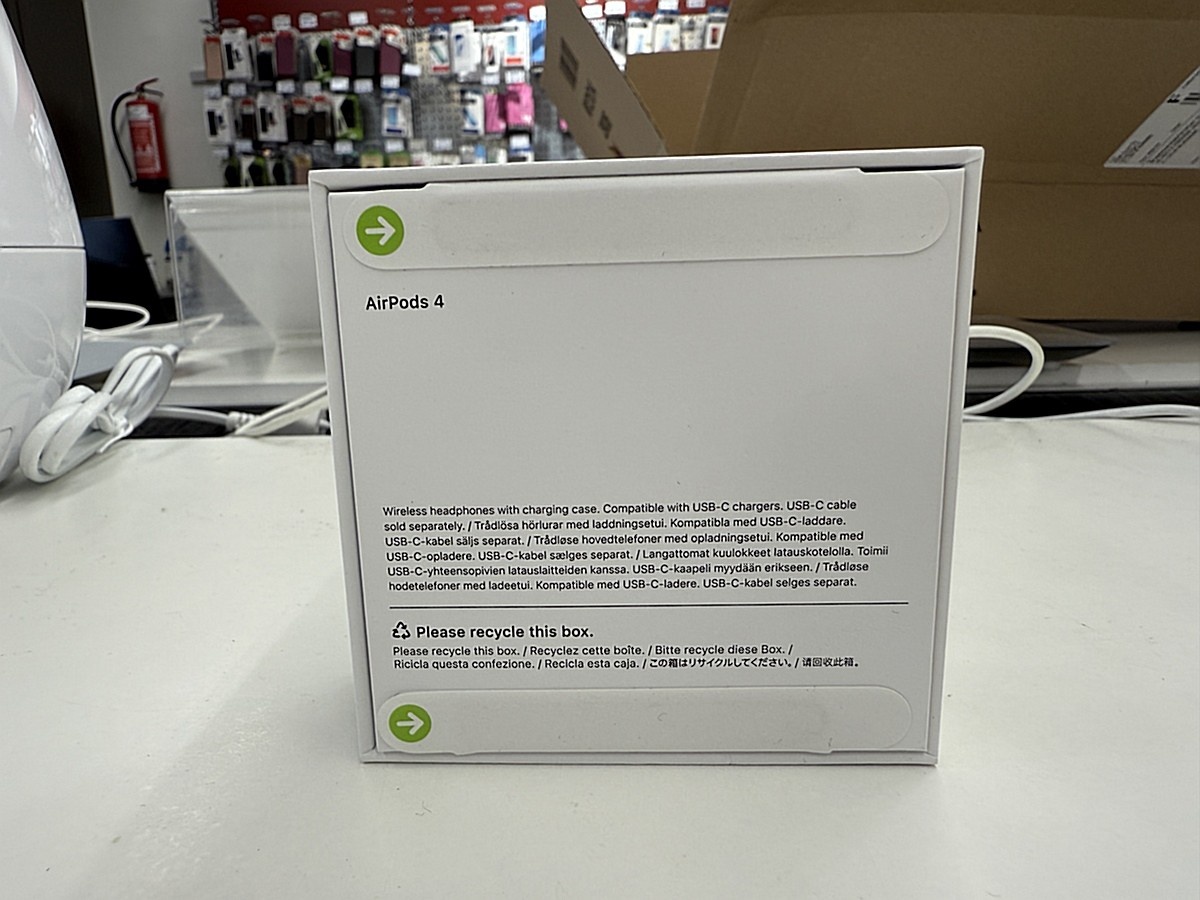 AirPods 4
Wireless headphones with charging case. Compatible with USB-C chargers. USB-C cable
sold separately. / Trådlösa hörlurar med laddningsetui. Kompatibla med USB-C-laddare.
USB-C-kabel säljs separat. / Trådløse hovedtelefoner med opladningsetui. Kompatible med
USB-C-opladere. USB-C-kabel sælges separat. / Langattomat kuulokkeet latauskotelolla. Toimii
USB-C-yhteensopivien latauslaitteiden kanssa. USB-C-kaapeli myydään erikseen. / Trådløse
hodetelefoner med ladeetui. Kompatible med USB-C-ladere. USB-C-kabel selges separat.
Please recycle this box.
Please recycle this box. / Recyclez cette boîte. / Bitte recycle diese Box. /
Ricicla questa confezione. / Recicla esta caja. / この箱はリサイクルしてください。/ 请回收此箱。